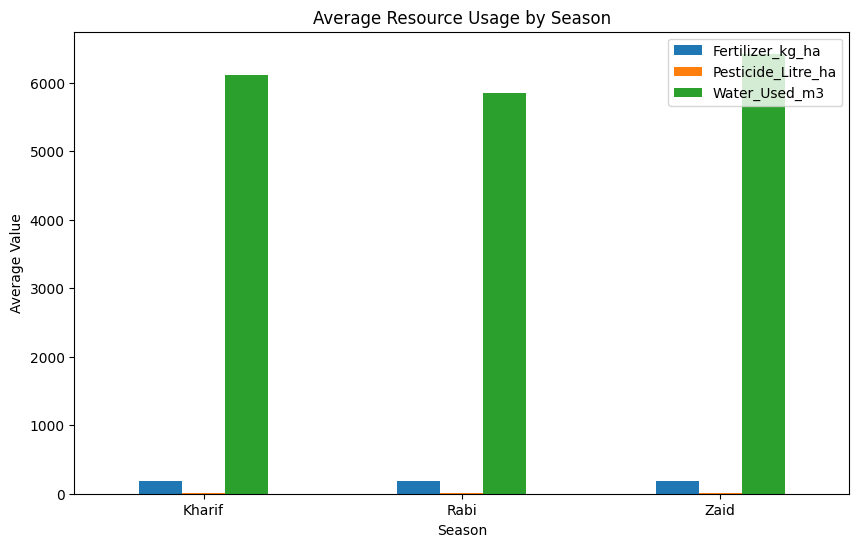 Average Resource Usage by Season
Fertilizer_kg_ha
Pesticide_Litre_ha
Water_Used_m3
Average Value
6000
5000
4000
3000
2000
1000
0
Kharif
Rabi
Zaid
Season